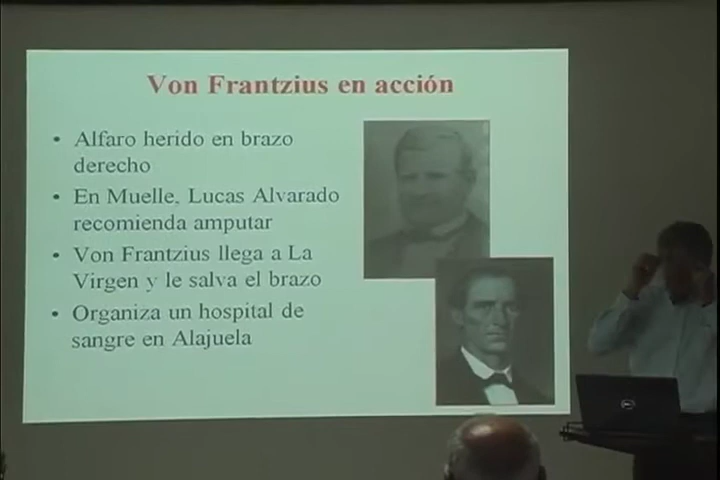 Von Frantzius en acción
• Alfaro herido en brazo
derecho
• En Muelle, Lucas Alvarado
recomienda amputar
• Von Frantzius llega a La
Virgen y le salva el brazo
• Organiza un hospital de
sangre en Alajuela
DELL